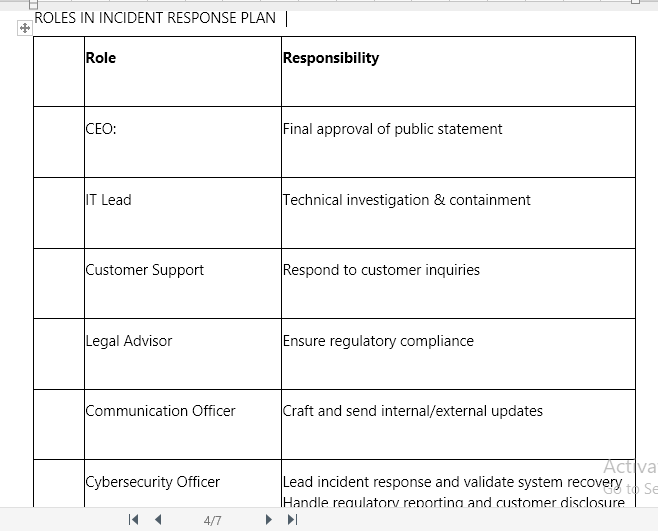 ROLES IN INCIDENT RESPONSE PLAN
Role Responsibility
CEO: Final approval of public statement
IT Lead Technical investigation & containment
Customer Support Respond to customer inquiries
Legal Advisor Ensure regulatory compliance
Communication Officer Craft and send internal/external updates
Cybersecurity Officer Lead incident response and validate system recovery
Handle regulatory reporting and customer disclosure
Activa
Go to Se
4/7